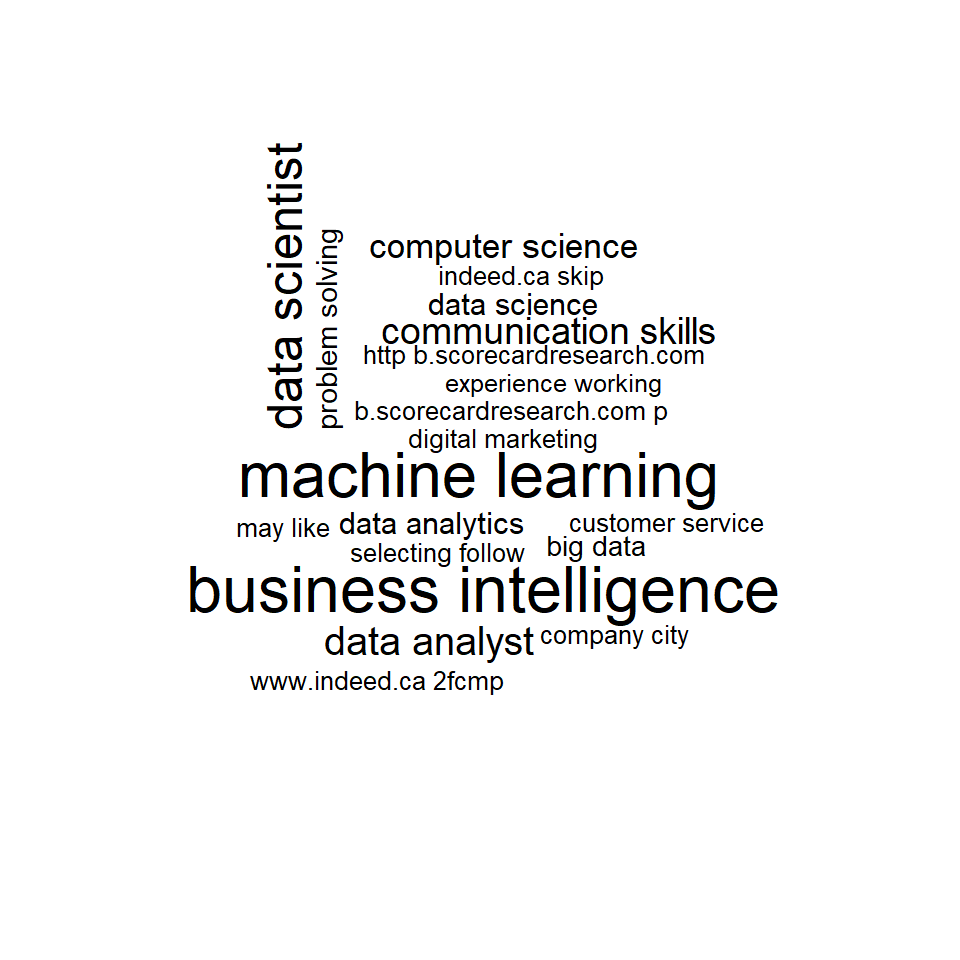 data scientist
problem solving
computer science
indeed.ca skip
data science
communication skills
http b.scorecardresearch.com
experience working
b.scorecardresearch.com p
digital marketing
machine learning
may like
data analytics
customer service
selecting follow
big data
business intelligence
data analyst
company city
www.indeed.ca 2fcmp